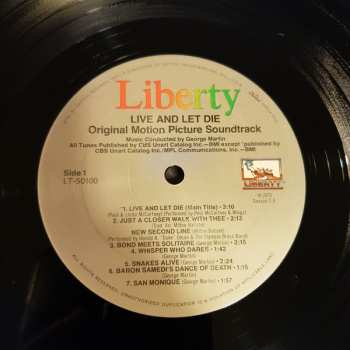 Liberty
LIVE AND LET DIE
Original Motion Picture Soundtrack
Music Conducted by George Martin
All Tunes Published by CBS Unart Catalog Inc.—BMI except *published by
CBS Unart Catalog Inc./MPL Communications, Inc. — BMI.
Side 1
LT-50100
LIBERTY
*1. LIVE AND LET DIE (Main Title) • 3:10
(Paul & Linda McCartney) (Performed by Paul McCartney & Wings)
2. JUST A CLOSER WALK WITH THEE •
NEW SECOND LINE (Milton Batiste)
3. BOND MEETS SOLITAIRE (George Martin) • 2:15
4. WHISPER WHO DARES •
(George Martin)
5. SNAKES ALIVE (George Martin) • 2:24
6. BARON SAMEDI'S DANCE OF DEATH • 1:15
(George Martin)
7. SAN MONIQUE (George Martin) • 1:57